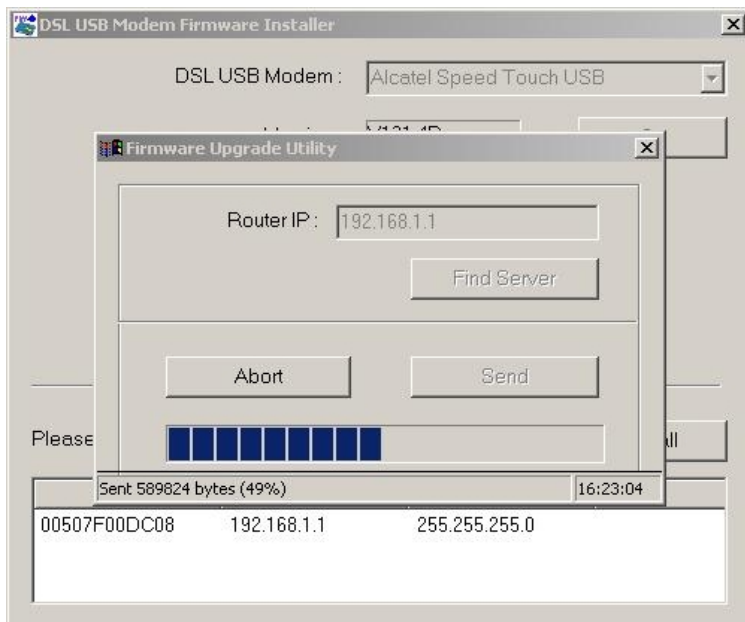 DSL USB Modem Firmware Installer
DSL USB Modem : Alcatel Speed Touch USB
Firmware Upgrade Utility
Router IP : 192.168.1.1
Find Server
Abort Send
Please
Sent 589824 bytes (49%) 16:23:04
00507F00DC08 192.168.1.1 255.255.255.0